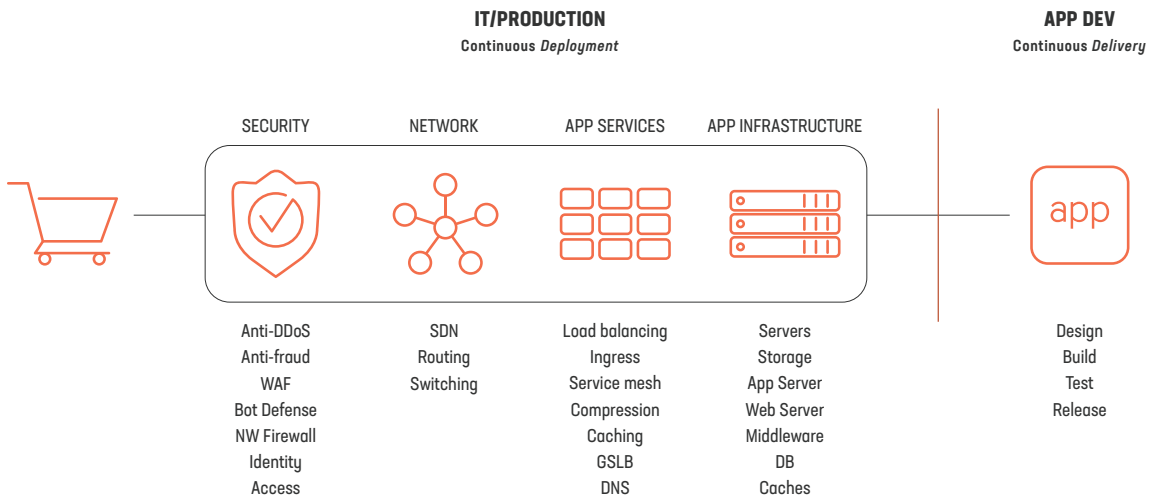 IT/PRODUCTION
Continuous Deployment
APP DEV
Continuous Delivery
SECURITY
NETWORK
APP SERVICES
APP INFRASTRUCTURE
app
Anti-DDoS
Anti-fraud
WAF
Bot Defense
NW Firewall
Identity
Access
SDN
Routing
Switching
Load balancing
Ingress
Service mesh
Compression
Caching
GSLB
DNS
Servers
Storage
App Server
Web Server
Middleware
DB
Caches
Design
Build
Test
Release